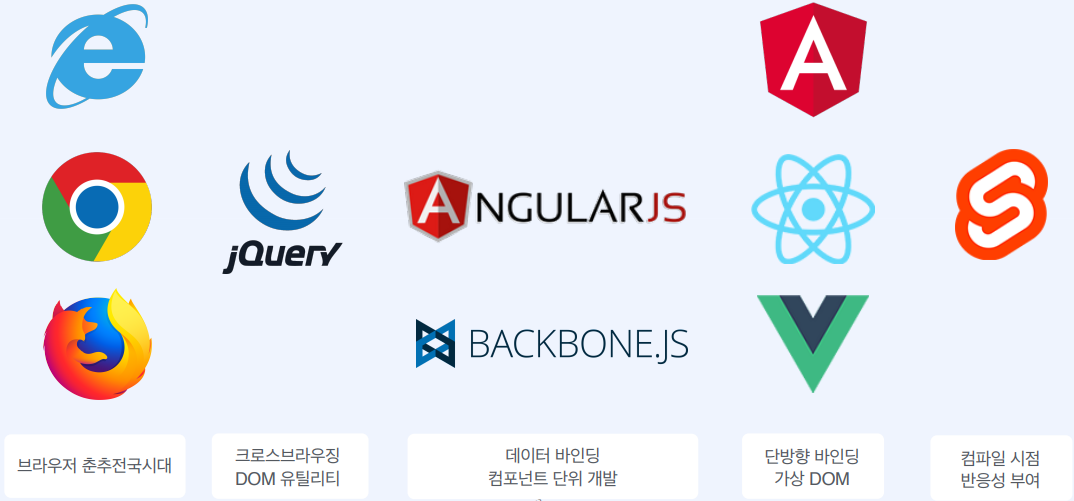 jQuery
ANGULARJS
BACKBONE.JS
브라우저 춘추전국시대
크로스브라우징
DOM 유틸리티
데이터 바인딩
컴포넌트 단위 개발
단방향 바인딩
가상 DOM
컴파일 시점
반응성 부여